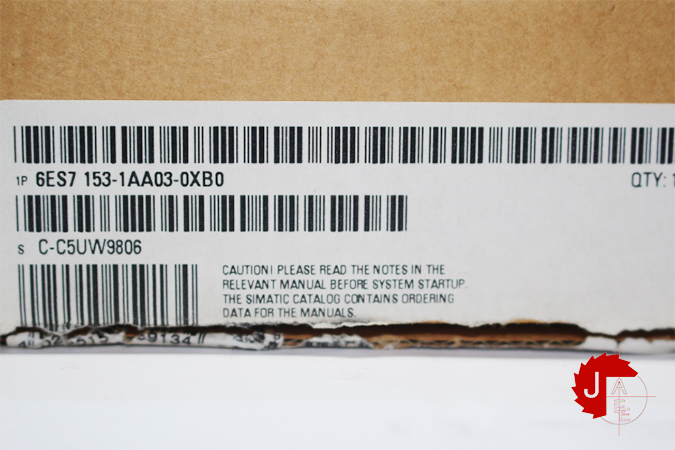 1P 6ES7 153-1AA03-0XB0
QTY: 1
S C-C5UW9806
CAUTION! PLEASE READ THE NOTES IN THE
RELEVANT MANUAL BEFORE SYSTEM STARTUP.
THE SIMATIC CATALOG CONTAINS ORDERING
DATA FOR THE MANUALS.
J